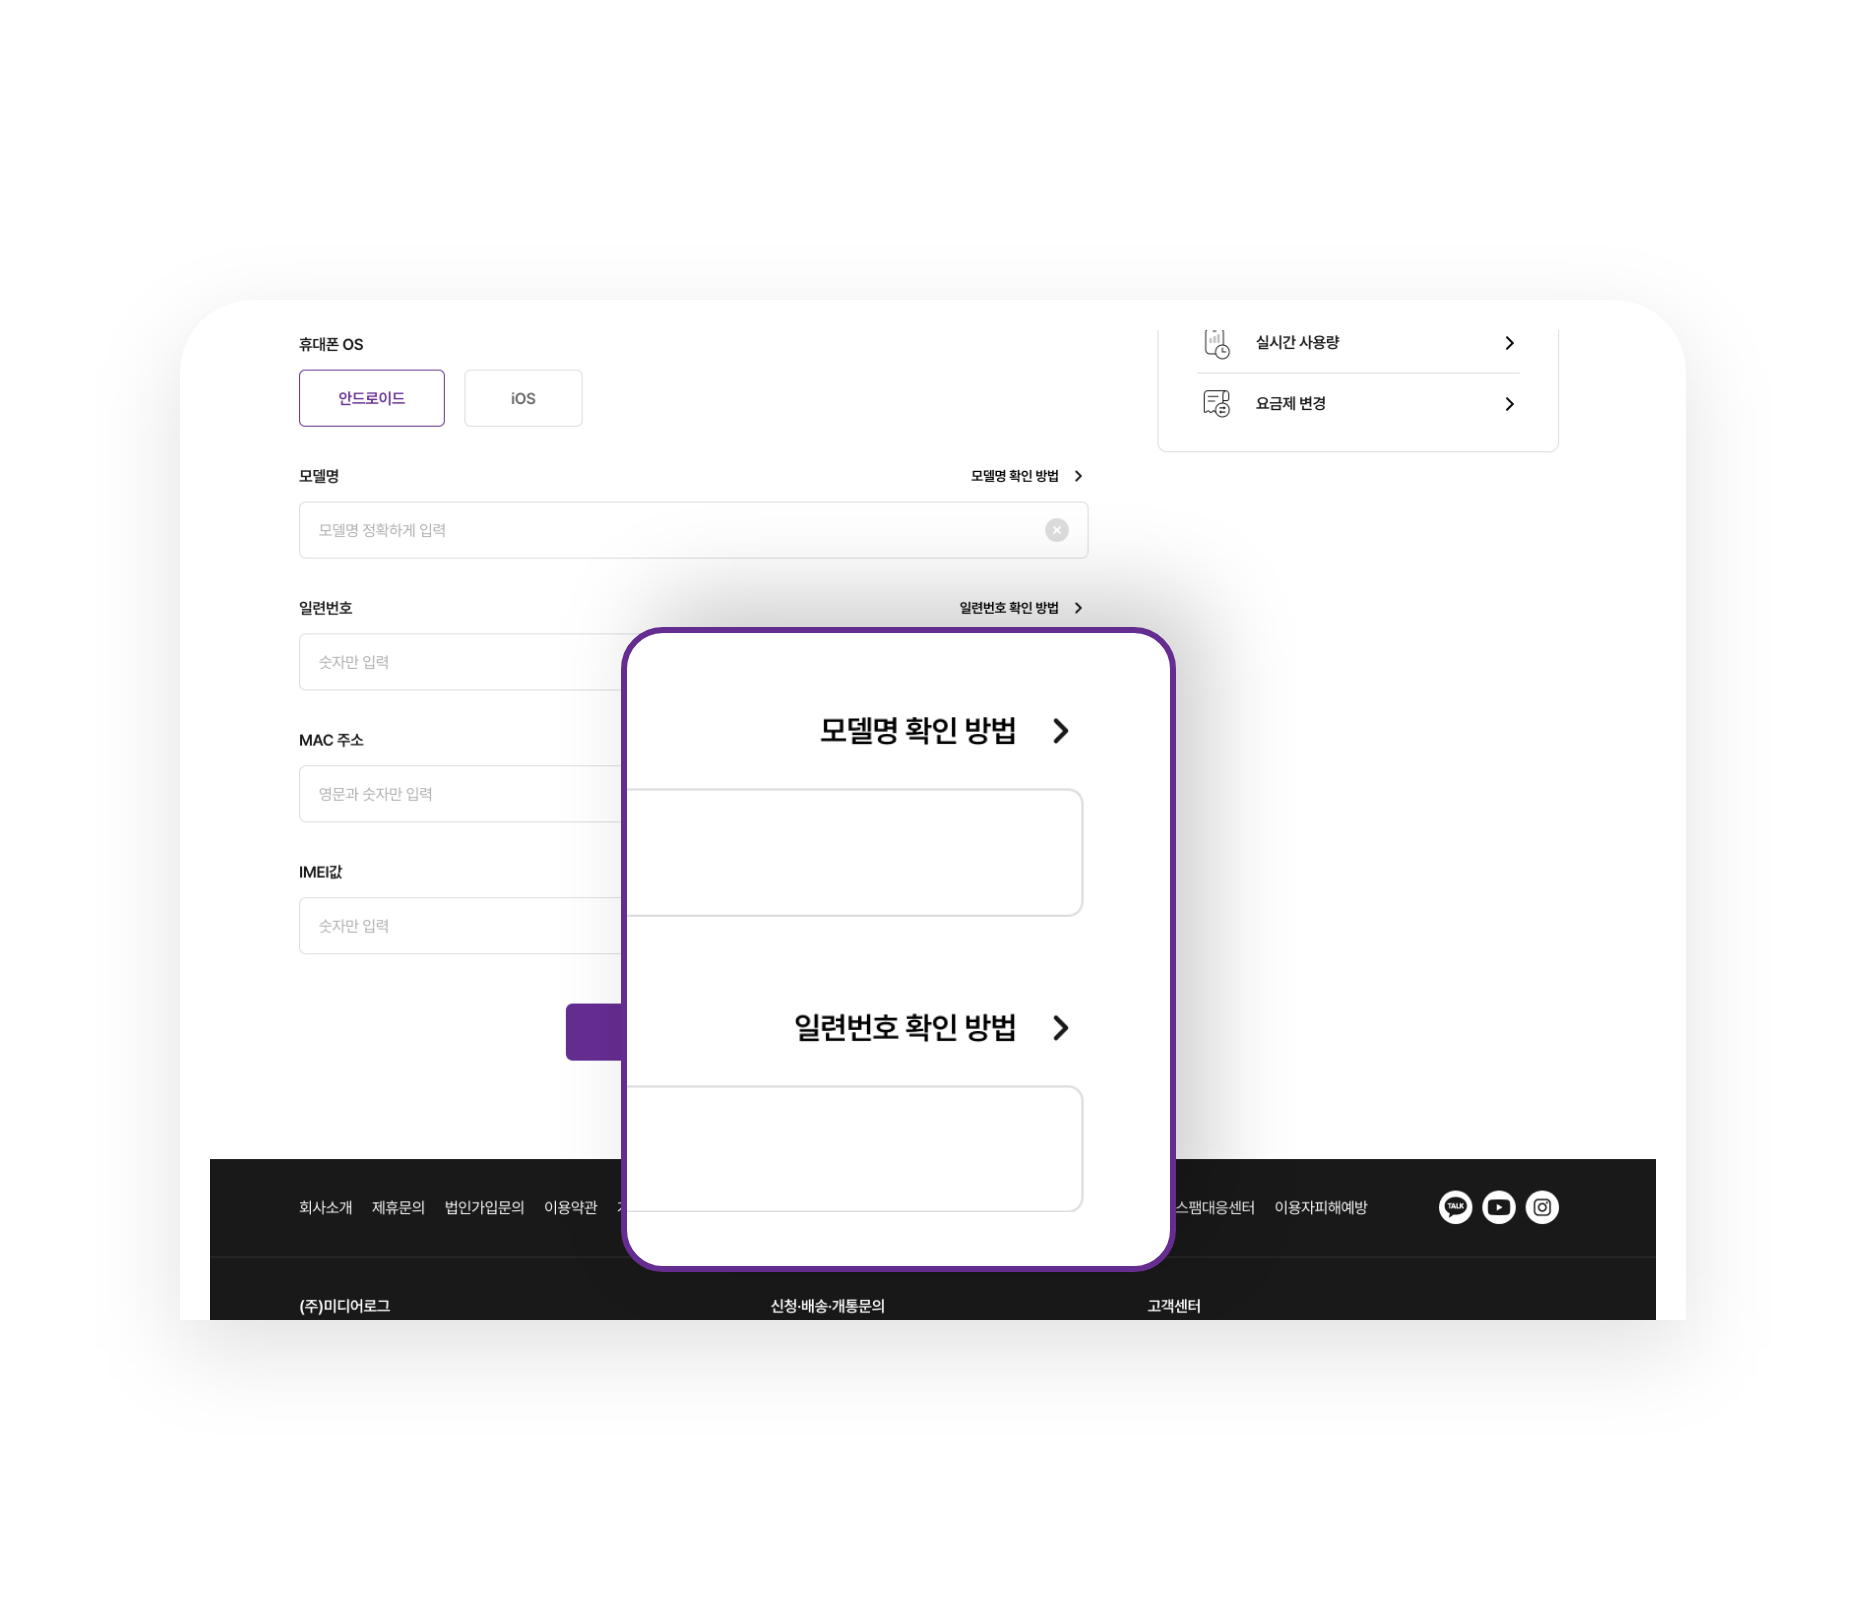 휴대폰 OS
안드로이드 iOS
모델명 모델명 확인 방법
모델명 정확하게 입력
일련번호 일련번호 확인 방법
숫자만 입력
MAC 주소
영문과 숫자만 입력
IMEI값
숫자만 입력
실시간 사용량
요금제 변경
모델명 확인 방법
일련번호 확인 방법
회사소개 제휴문의 법인가입문의 이용약관
스팸대응센터 이용자피해예방
TALK
(주)미디어로그 신청·배송·개통문의 고객센터